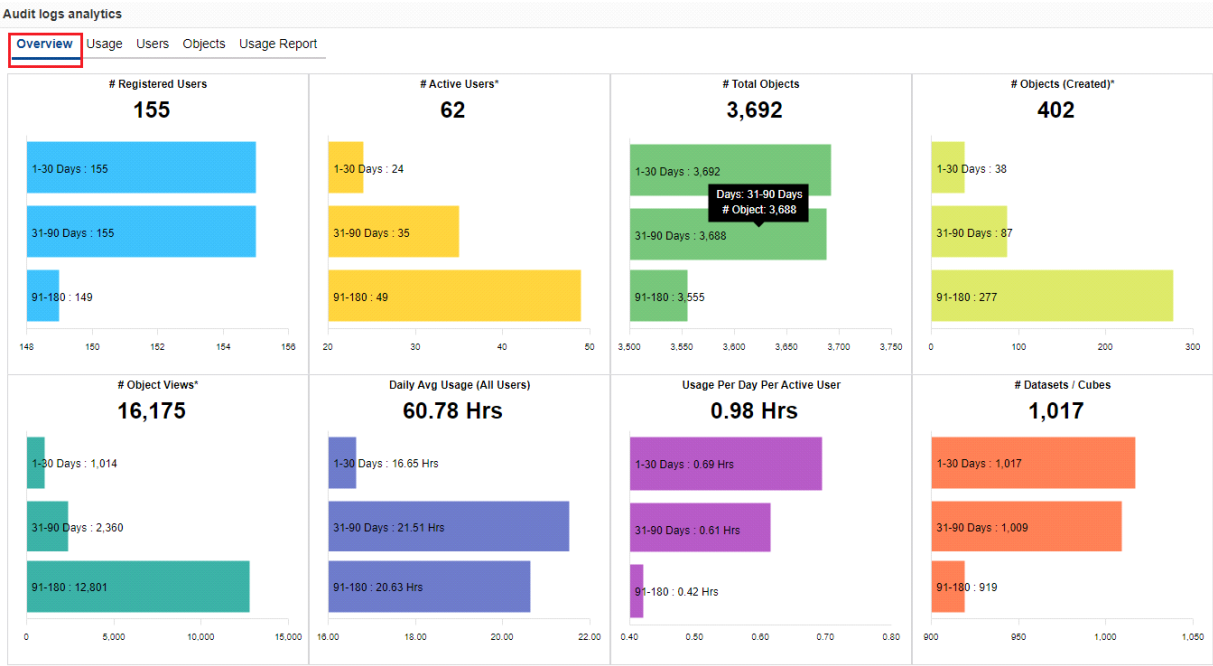 Audit logs analytics
Overview Usage Users Objects Usage Report
# Registered Users
155
1-30 Days : 155
31-90 Days : 155
91-180 : 149
148 150 152 154 156
# Active Users*
62
1-30 Days : 24
31-90 Days : 35
91-180 : 49
20 30 40 50
# Total Objects
3,692
1-30 Days : 3,692
Days: 31-90 Days
# Object: 3,688
31-90 Days : 3,688
91-180 : 3,555
3,500 3,550 3,600 3,650 3,700 3,750
# Objects (Created)*
402
1-30 Days : 38
31-90 Days : 87
91-180 : 277
0 100 200 300
# Object Views*
16,175
1-30 Days : 1,014
31-90 Days : 2,360
91-180 : 12,801
0 5,000 10,000 15,000
Daily Avg Usage (All Users)
60.78 Hrs
1-30 Days : 16.65 Hrs
31-90 Days : 21.51 Hrs
91-180 : 20.63 Hrs
16.00 18.00 20.00 22.00
Usage Per Day Per Active User
0.98 Hrs
1-30 Days : 0.69 Hrs
31-90 Days : 0.61 Hrs
91-180 : 0.42 Hrs
0.40 0.50 0.60 0.70 0.80
# Datasets / Cubes
1,017
1-30 Days : 1,017
31-90 Days : 1,009
91-180 : 919
900 950 1,000 1,050